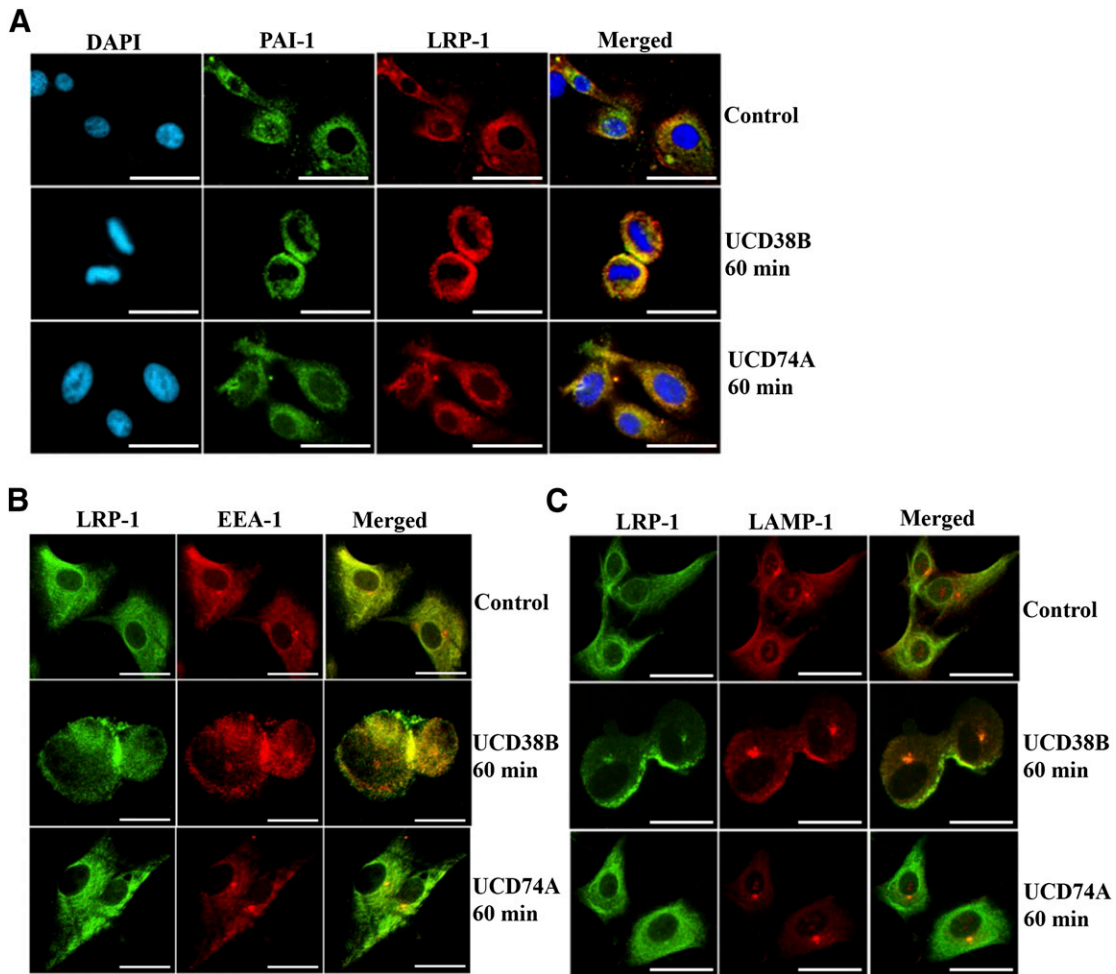 A
DAPI PAI-1 LRP-1 Merged
Control
UCD38B
60 min
UCD74A
60 min
B
LRP-1 EEA-1 Merged
Control
UCD38B
60 min
UCD74A
60 min
C
LRP-1 LAMP-1 Merged
Control
UCD38B
60 min
UCD74A
60 min